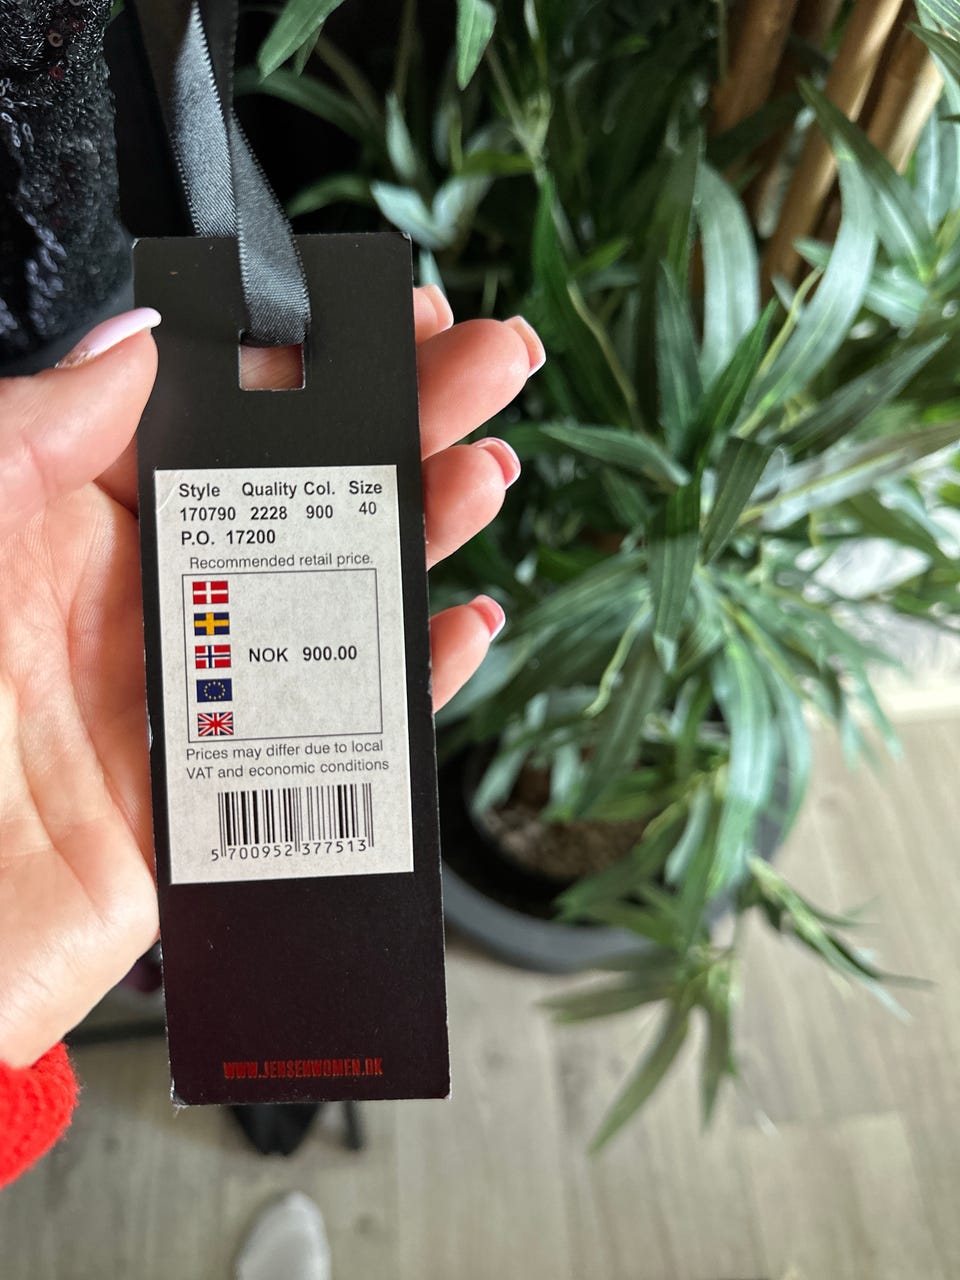 Style Quality Col. Size
170790 2228 900 40
P.O. 17200
Recommended retail price.
NOK 900.00
Prices may differ due to local
VAT and economic conditions
5 700952 377513
WWW.JENSENWOMEN.DK